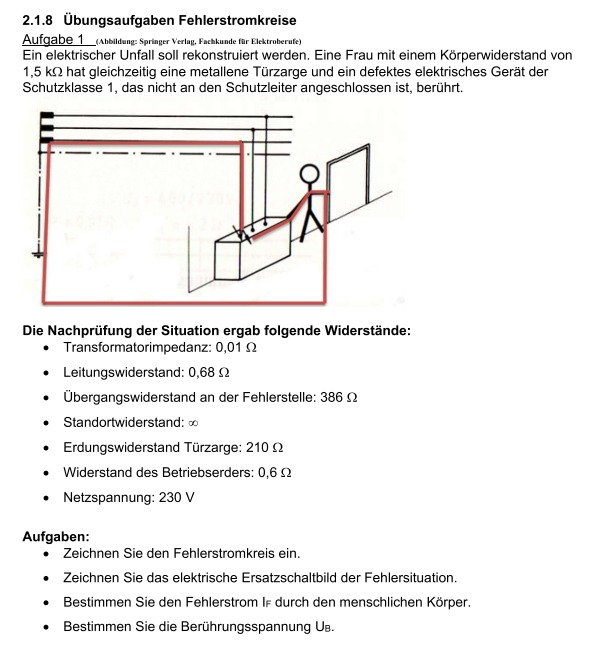 2.1.8 Übungsaufgaben Fehlerstromkreise
Aufgabe 1 (Abbildung: Springer Verlag, Fachkunde für Elektroberufe)
Ein elektrischer Unfall soll rekonstruiert werden. Eine Frau mit einem Körperwiderstand von
1,5 kΩ hat gleichzeitig eine metallene Türzarge und ein defektes elektrisches Gerät der
Schutzklasse 1, das nicht an den Schutzleiter angeschlossen ist, berührt.
Die Nachprüfung der Situation ergab folgende Widerstände:
• Transformatorimpedanz: 0,01 Ω
• Leitungswiderstand: 0,68 Ω
• Übergangswiderstand an der Fehlerstelle: 386 Ω
• Standortwiderstand: ∞
• Erdungswiderstand Türzarge: 210 Ω
• Widerstand des Betriebserders: 0,6 Ω
• Netzspannung: 230 V
Aufgaben:
• Zeichnen Sie den Fehlerstromkreis ein.
• Zeichnen Sie das elektrische Ersatzschaltbild der Fehlersituation.
• Bestimmen Sie den Fehlerstrom IF durch den menschlichen Körper.
• Bestimmen Sie die Berührungsspannung UB.